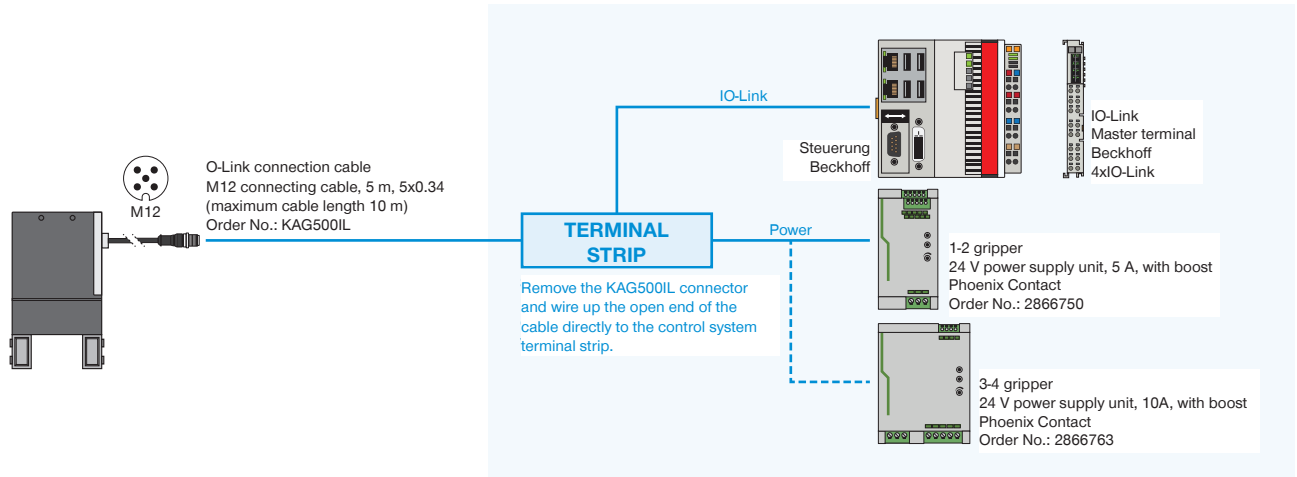 O-Link connection cable
M12 connecting cable, 5 m, 5x0.34
(maximum cable length 10 m)
Order No.: KAG500IL
M12
TERMINAL
STRIP
Remove the KAG500IL connector
and wire up the open end of the
cable directly to the control system
terminal strip.
IO-Link
Steuerung
Beckhoff
IO-Link
Master terminal
Beckhoff
4xIO-Link
Power
1-2 gripper
24 V power supply unit, 5 A, with boost
Phoenix Contact
Order No.: 2866750
3-4 gripper
24 V power supply unit, 10A, with boost
Phoenix Contact
Order No.: 2866763